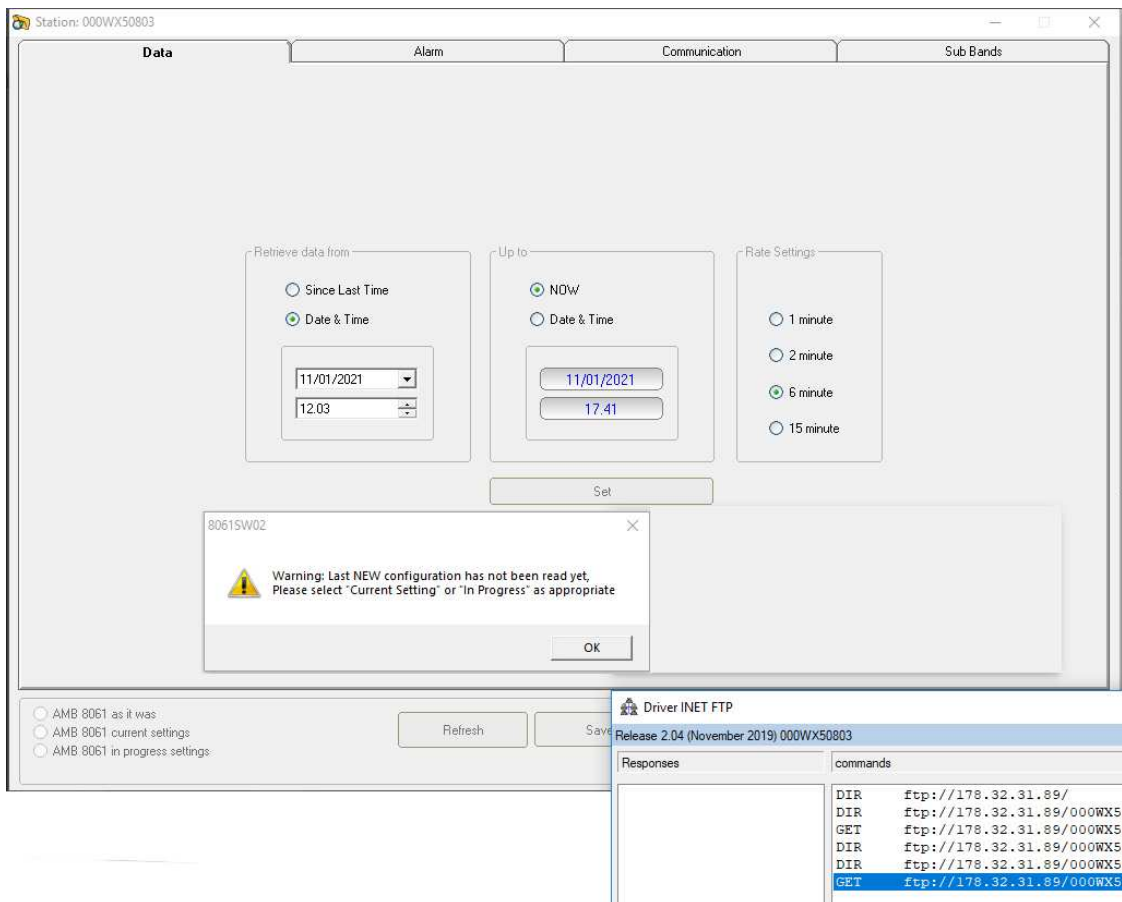 Station: 000WX50803
Data
Alarm
Communication
Sub Bands
Retrieve data from
Since Last Time
Date & Time
11/01/2021
12.03
Up to
NOW
Date & Time
11/01/2021
17.41
Rate Settings
1 minute
2 minute
6 minute
15 minute
Set
8061SW02
Warning: Last NEW configuration has not been read yet,
Please select "Current Setting" or "In Progress" as appropriate
OK
AMB 8061 as it was
AMB 8061 current settings
AMB 8061 in progress settings
Refresh
Save
Driver INET FTP
Release 2.04 (November 2019) 000WX50803
Responses
commands
DIR ftp://178.32.31.89/
DIR ftp://178.32.31.89/000WX5
GET ftp://178.32.31.89/000WX5
DIR ftp://178.32.31.89/000WX5
DIR ftp://178.32.31.89/000WX5
GET ftp://178.32.31.89/000WX5